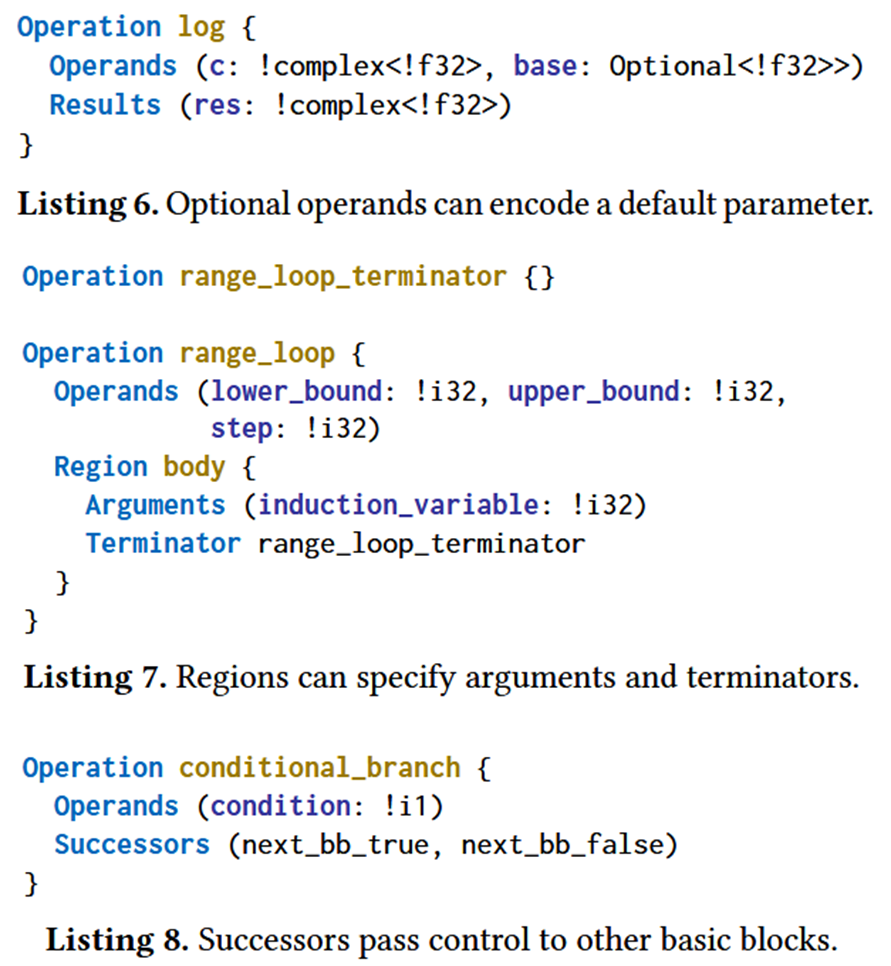 Operation log {
  Operands (c: !complex<!f32>, base: Optional<!f32>>)
  Results (res: !complex<!f32>)
}
Listing 6. Optional operands can encode a default parameter.
Operation range_loop_terminator {}
Operation range_loop {
  Operands (lower_bound: !i32, upper_bound: !i32,
            step: !i32)
  Region body {
    Arguments (induction_variable: !i32)
    Terminator range_loop_terminator
  }
}
Listing 7. Regions can specify arguments and terminators.
Operation conditional_branch {
  Operands (condition: !i1)
  Successors (next_bb_true, next_bb_false)
}
Listing 8. Successors pass control to other basic blocks.